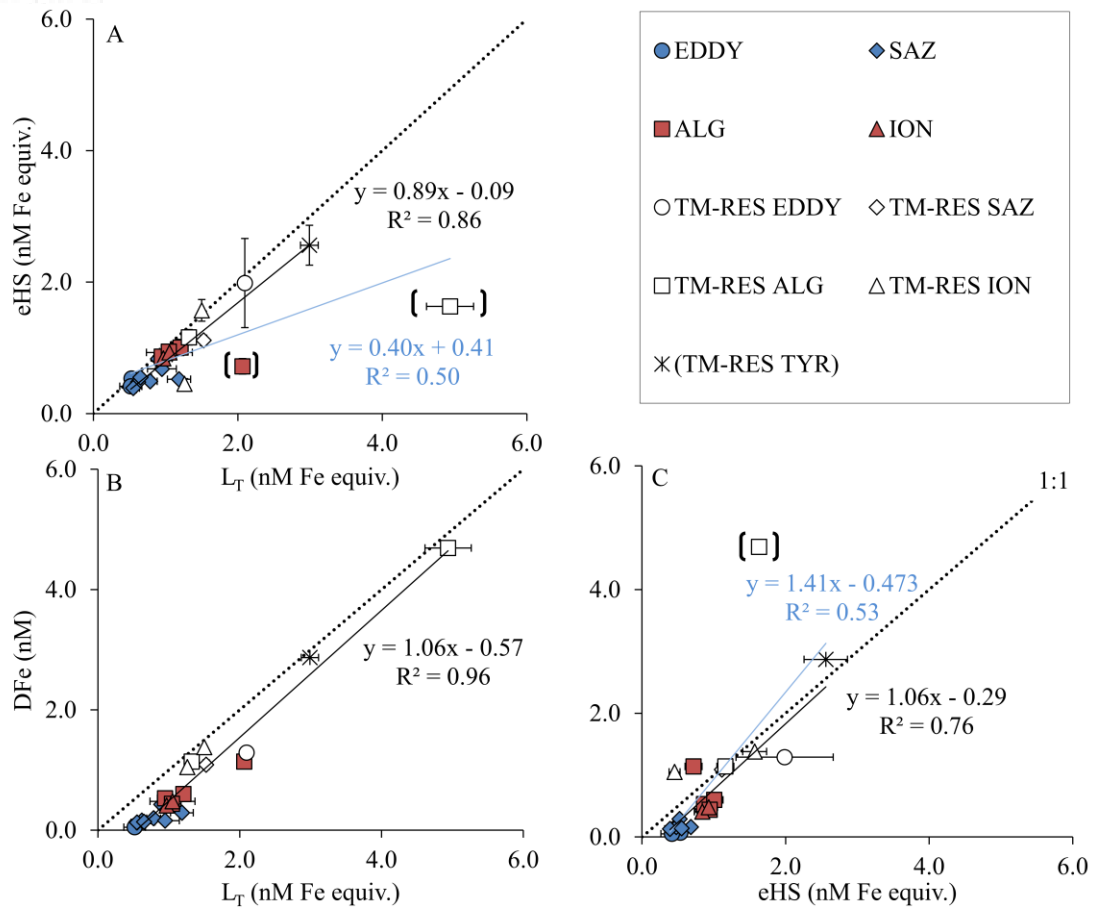 A
6.0
4.0
2.0
0.0
eHS (nM Fe equiv.)
y = 0.89x - 0.09
R² = 0.86
y = 0.40x + 0.41
R² = 0.50
0.0 2.0 4.0 6.0
L_T (nM Fe equiv.)
EDDY
SAZ
ALG
ION
TM-RES EDDY
TM-RES SAZ
TM-RES ALG
TM-RES ION
(TM-RES TYR)
B
6.0
4.0
2.0
0.0
DFe (nM)
y = 1.06x - 0.57
R² = 0.96
0.0 2.0 4.0 6.0
L_T (nM Fe equiv.)
C
1:1
6.0
4.0
2.0
0.0
y = 1.41x - 0.473
R² = 0.53
y = 1.06x - 0.29
R² = 0.76
0.0 2.0 4.0 6.0
eHS (nM Fe equiv.)